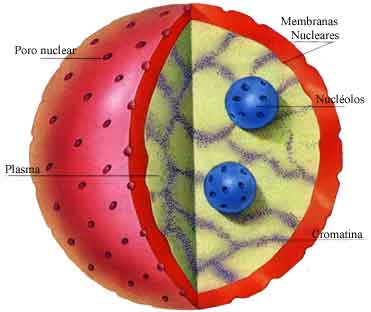 Membranas
Nucleares
Poro nuclear
Nucléolos
Plasma
Cromatina